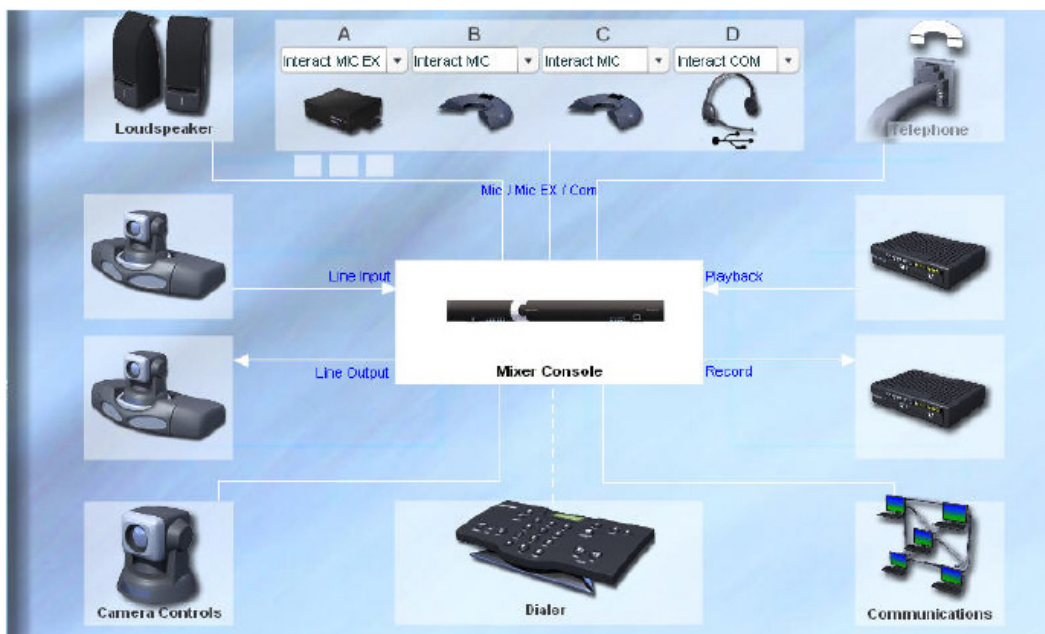 A B C D
Interact MIC EX Interact MIC Interact MIC Interact COM
Loudspeaker
Telephone
Mic / Mic EX / Com
Line Input
Playback
Line Output
Mixer Console
Record
Camera Controls
Dialer
Communications